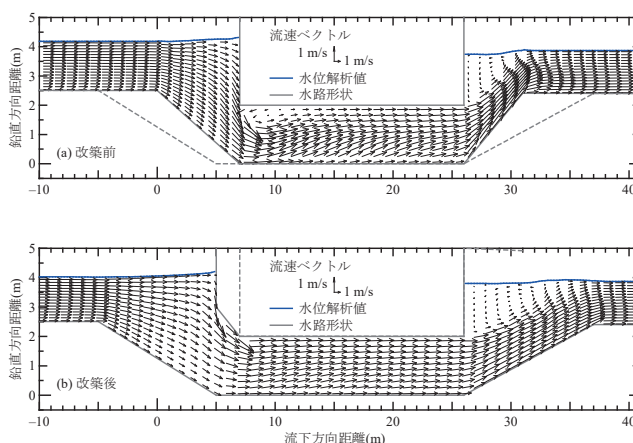 5
4
3
2
1
0
鉛直方向距離(m)
流速ベクトル
1 m/s
1 m/s
水位解析値
水路形状
(a) 改築前
–10
0
10
20
30
40
5
4
3
2
1
0
鉛直方向距離(m)
流速ベクトル
1 m/s
1 m/s
水位解析値
水路形状
(b) 改築後
–10
0
10
20
30
40
流下方向距離(m)